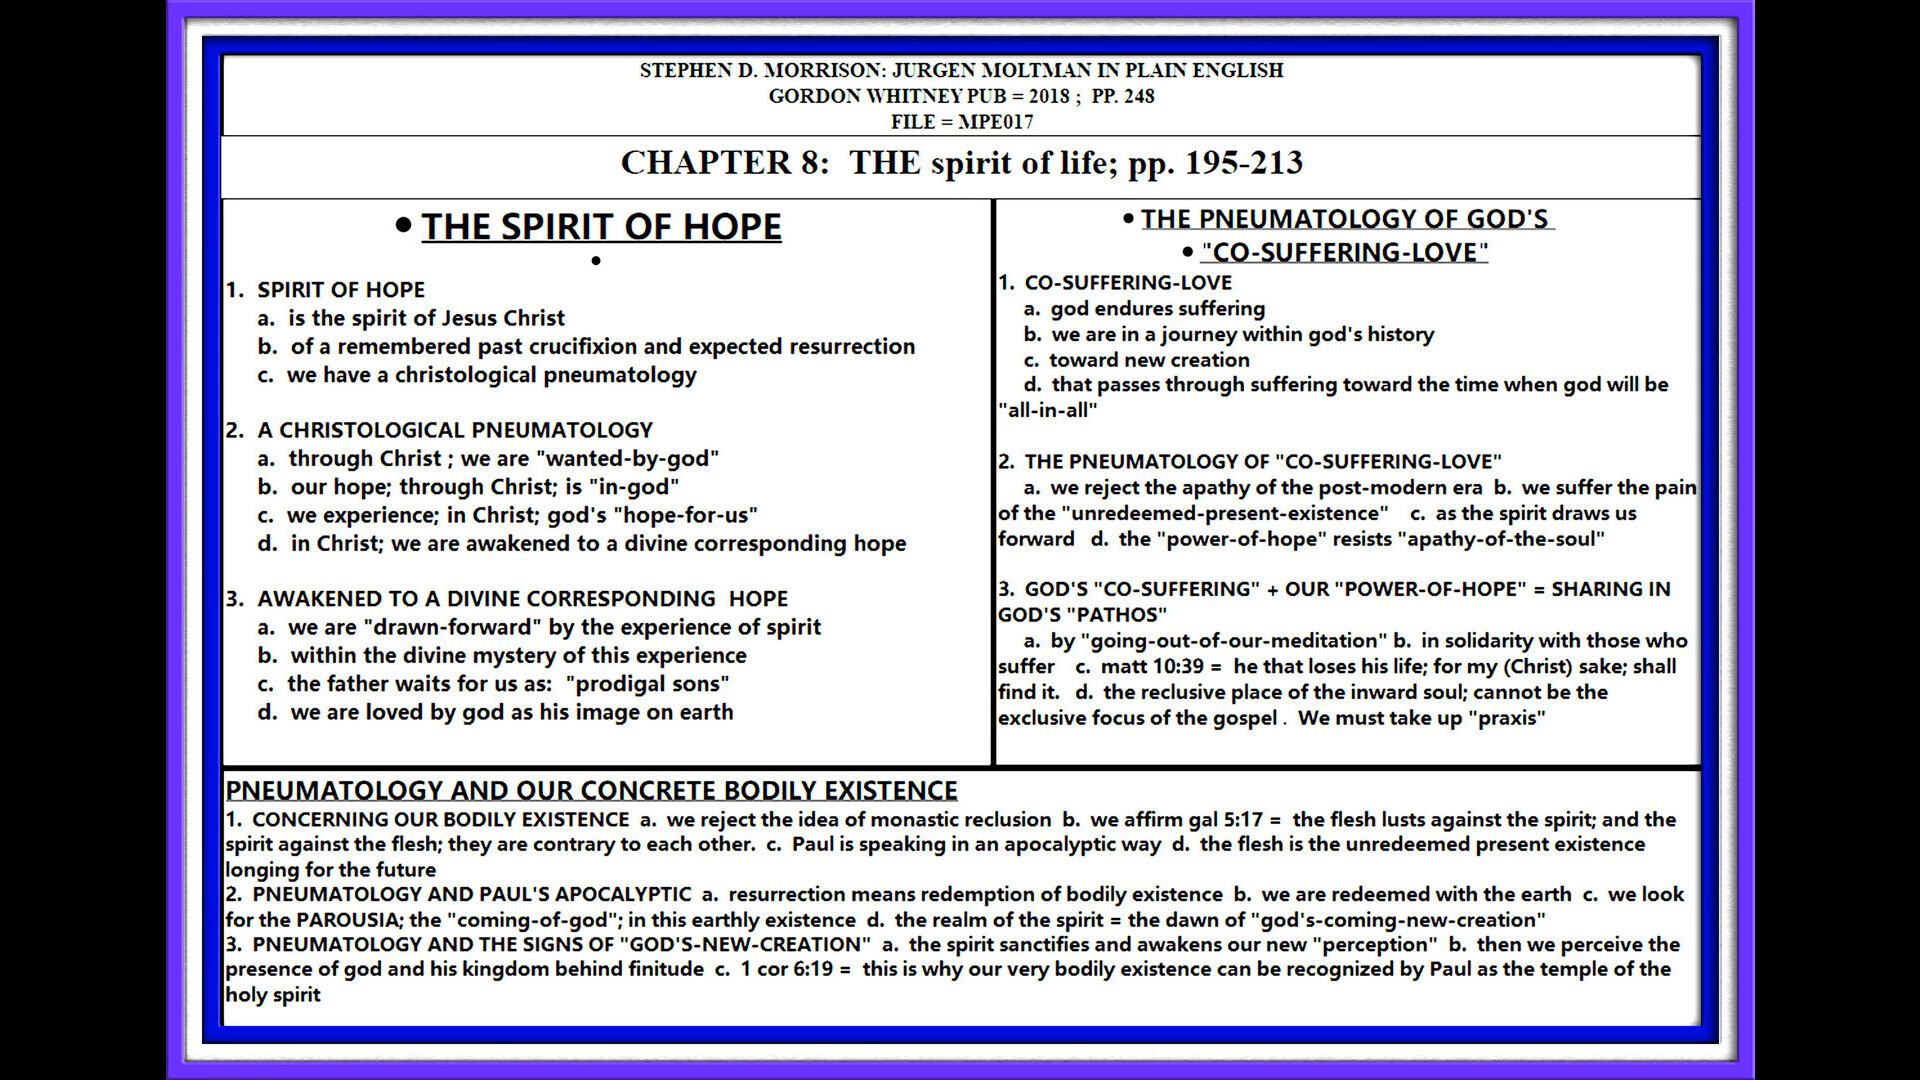 STEPHEN D. MORRISON: JURGEN MOLTMAN IN PLAIN ENGLISH
GORDON WHITNEY PUB = 2018 ;  PP. 248
FILE = MPE017
CHAPTER 8:  THE spirit of life; pp. 195-213
• THE SPIRIT OF HOPE
•
1.  SPIRIT OF HOPE
a.  is the spirit of Jesus Christ
b.  of a remembered past crucifixion and expected resurrection
c.  we have a christological pneumatology
2.  A CHRISTOLOGICAL PNEUMATOLOGY
a.  through Christ ; we are "wanted-by-god"
b.  our hope; through Christ; is "in-god"
c.  we experience; in Christ; god's "hope-for-us"
d.  in Christ; we are awakened to a divine corresponding hope
3.  AWAKENED TO A DIVINE CORRESPONDING  HOPE
a.  we are "drawn-forward" by the experience of spirit
b.  within the divine mystery of this experience
c.  the father waits for us as:  "prodigal sons"
d.  we are loved by god as his image on earth
• THE PNEUMATOLOGY OF GOD'S
• "CO-SUFFERING-LOVE"
1.  CO-SUFFERING-LOVE
a.  god endures suffering
b.  we are in a journey within god's history
c.  toward new creation
d.  that passes through suffering toward the time when god will be
"all-in-all"
2.  THE PNEUMATOLOGY OF "CO-SUFFERING-LOVE"
a.  we reject the apathy of the post-modern era  b.  we suffer the pain
of the "unredeemed-present-existence"   c.  as the spirit draws us
forward   d.  the "power-of-hope" resists "apathy-of-the-soul"
3.  GOD'S "CO-SUFFERING" + OUR "POWER-OF-HOPE" = SHARING IN
GOD'S "PATHOS"
a.  by "going-out-of-our-meditation" b.  in solidarity with those who
suffer   c.  matt 10:39 =  he that loses his life; for my (Christ) sake; shall
find it.   d.  the reclusive place of the inward soul; cannot be the
exclusive focus of the gospel .  We must take up "praxis"
PNEUMATOLOGY AND OUR CONCRETE BODILY EXISTENCE
1.  CONCERNING OUR BODILY EXISTENCE  a.  we reject the idea of monastic reclusion  b.  we affirm gal 5:17 =  the flesh lusts against the spirit; and the
spirit against the flesh; they are contrary to each other.  c.  Paul is speaking in an apocalyptic way  d.  the flesh is the unredeemed present existence
longing for the future
2.  PNEUMATOLOGY AND PAUL'S APOCALYPTIC  a.  resurrection means redemption of bodily existence  b.  we are redeemed with the earth  c.  we look
for the PAROUSIA; the "coming-of-god"; in this earthly existence  d.  the realm of the spirit = the dawn of "god's-coming-new-creation"
3.  PNEUMATOLOGY AND THE SIGNS OF "GOD'S-NEW-CREATION"  a.  the spirit sanctifies and awakens our new "perception"  b.  then we perceive the
presence of god and his kingdom behind finitude  c.  1 cor 6:19 =  this is why our very bodily existence can be recognized by Paul as the temple of the
holy spirit